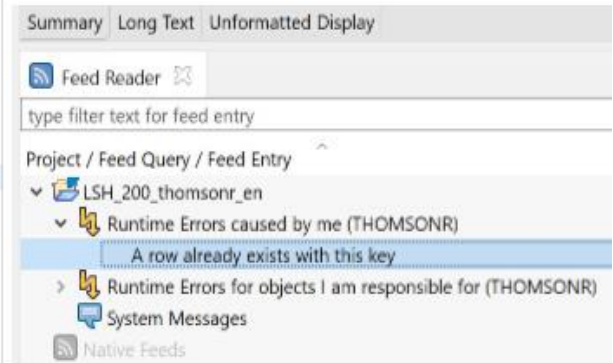 Summary Long Text Unformatted Display
Feed Reader
type filter text for feed entry
Project / Feed Query / Feed Entry
LSH_200_thomsonr_en
Runtime Errors caused by me (THOMSONR)
A row already exists with this key
Runtime Errors for objects I am responsible for (THOMSONR)
System Messages
Native Feeds